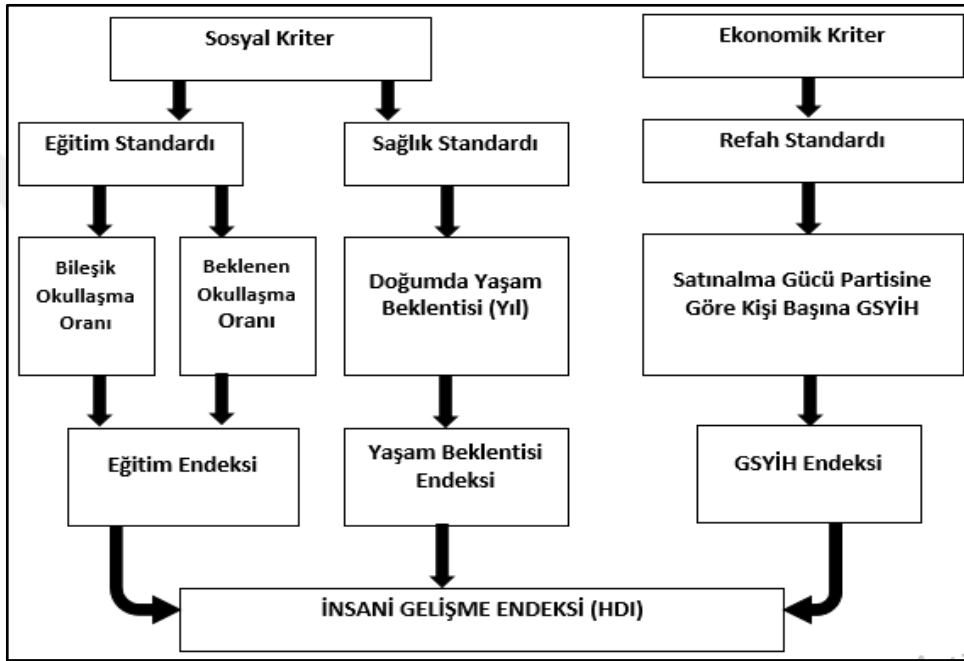 Sosyal Kriter
Ekonomik Kriter
Eğitim Standardı
Sağlık Standardı
Refah Standardı
Bileşik
Okullaşma
Oranı
Beklenen
Okullaşma
Oranı
Doğumda Yaşam
Beklentisi (Yıl)
Satınalma Gücü Partisine
Göre Kişi Başına GSYİH
Eğitim Endeksi
Yaşam Beklentisi
Endeksi
GSYİH Endeksi
İNSANİ GELİŞME ENDEKSİ (HDI)